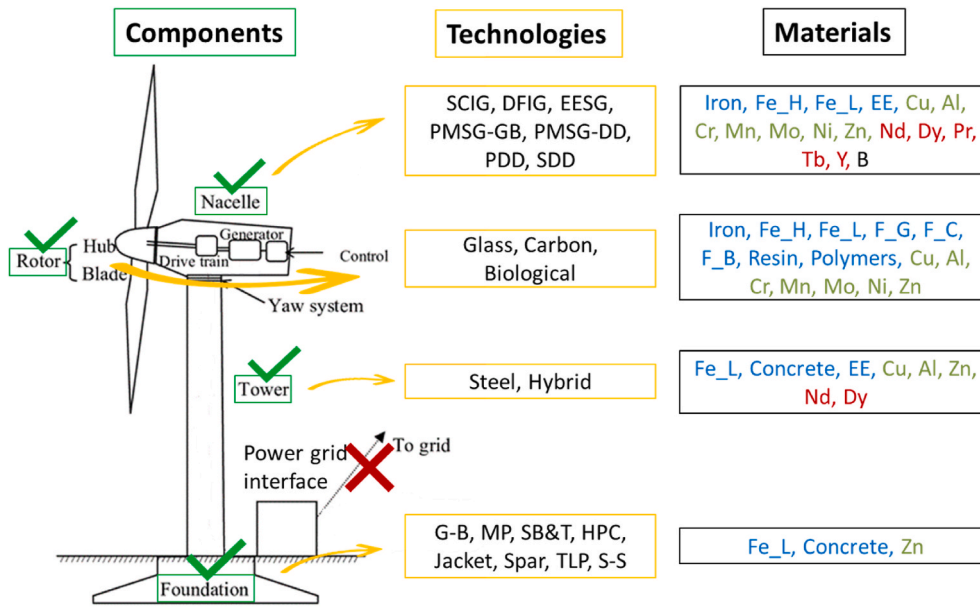 Components
Technologies
Materials
SCIG, DFIG, EESG,
PMSG-GB, PMSG-DD,
PDD, SDD
Iron, Fe_H, Fe_L, EE, Cu, Al,
Cr, Mn, Mo, Ni, Zn, Nd, Dy, Pr,
Tb, Y, B
Nacelle
Rotor
Hub
Blade
Generator
Drive train
Control
Yaw system
Glass, Carbon,
Biological
Iron, Fe_H, Fe_L, F_G, F_C,
F_B, Resin, Polymers, Cu, Al,
Cr, Mn, Mo, Ni, Zn
Tower
Steel, Hybrid
Fe_L, Concrete, EE, Cu, Al, Zn,
Nd, Dy
Power grid
interface
To grid
Foundation
G-B, MP, SB&T, HPC,
Jacket, Spar, TLP, S-S
Fe_L, Concrete, Zn